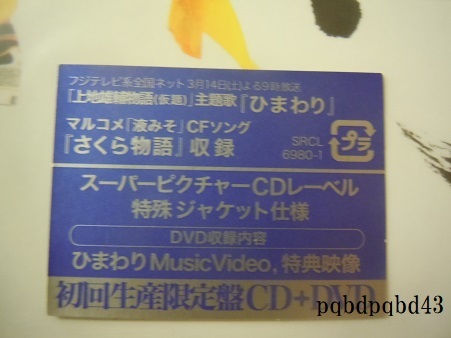 フジテレビ系全国ネット 3月14日(土)よる9時放送
『上地雄輔物語(仮題)』主題歌『ひまわり』
マルコメ『液みそ』CFソング
『さくら物語』収録
SRCL
6980-1
プラ
スーパーピクチャーCDレーベル
特殊ジャケット仕様
DVD収録内容
ひまわりMusicVideo,特典映像
初回生産限定盤CD+DVD
pqbdpqbd43